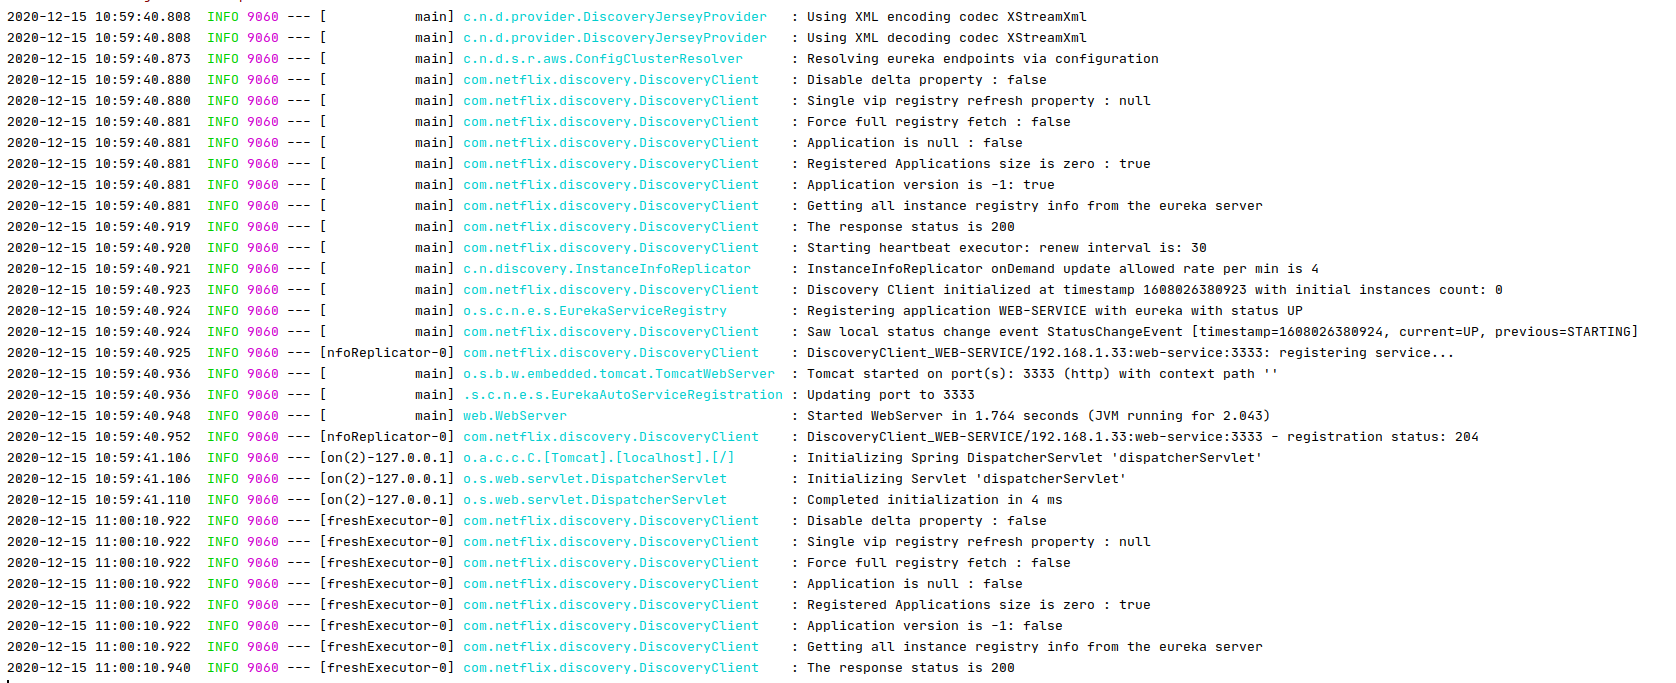 2020-12-15 10:59:40.808  INFO 9060 --- [           main] c.n.d.provider.DiscoveryJerseyProvider   : Using XML encoding codec XStreamXml
2020-12-15 10:59:40.808  INFO 9060 --- [           main] c.n.d.provider.DiscoveryJerseyProvider   : Using XML decoding codec XStreamXml
2020-12-15 10:59:40.873  INFO 9060 --- [           main] c.n.d.s.r.aws.ConfigClusterResolver      : Resolving eureka endpoints via configuration
2020-12-15 10:59:40.880  INFO 9060 --- [           main] com.netflix.discovery.DiscoveryClient    : Disable delta property : false
2020-12-15 10:59:40.880  INFO 9060 --- [           main] com.netflix.discovery.DiscoveryClient    : Single vip registry refresh property : null
2020-12-15 10:59:40.881  INFO 9060 --- [           main] com.netflix.discovery.DiscoveryClient    : Force full registry fetch : false
2020-12-15 10:59:40.881  INFO 9060 --- [           main] com.netflix.discovery.DiscoveryClient    : Application is null : false
2020-12-15 10:59:40.881  INFO 9060 --- [           main] com.netflix.discovery.DiscoveryClient    : Registered Applications size is zero : true
2020-12-15 10:59:40.881  INFO 9060 --- [           main] com.netflix.discovery.DiscoveryClient    : Application version is -1: true
2020-12-15 10:59:40.881  INFO 9060 --- [           main] com.netflix.discovery.DiscoveryClient    : Getting all instance registry info from the eureka server
2020-12-15 10:59:40.919  INFO 9060 --- [           main] com.netflix.discovery.DiscoveryClient    : The response status is 200
2020-12-15 10:59:40.920  INFO 9060 --- [           main] com.netflix.discovery.DiscoveryClient    : Starting heartbeat executor: renew interval is: 30
2020-12-15 10:59:40.921  INFO 9060 --- [           main] c.n.discovery.InstanceInfoReplicator     : InstanceInfoReplicator onDemand update allowed rate per min is 4
2020-12-15 10:59:40.923  INFO 9060 --- [           main] com.netflix.discovery.DiscoveryClient    : Discovery Client initialized at timestamp 1608026380923 with initial instances count: 0
2020-12-15 10:59:40.924  INFO 9060 --- [           main] o.s.c.n.e.s.EurekaServiceRegistry        : Registering application WEB-SERVICE with eureka with status UP
2020-12-15 10:59:40.924  INFO 9060 --- [           main] com.netflix.discovery.DiscoveryClient    : Saw local status change event StatusChangeEvent [timestamp=1608026380924, current=UP, previous=STARTING]
2020-12-15 10:59:40.925  INFO 9060 --- [nfoReplicator-0] com.netflix.discovery.DiscoveryClient    : DiscoveryClient_WEB-SERVICE/192.168.1.33:web-service:3333: registering service...
2020-12-15 10:59:40.936  INFO 9060 --- [           main] o.s.b.w.embedded.tomcat.TomcatWebServer  : Tomcat started on port(s): 3333 (http) with context path ''
2020-12-15 10:59:40.936  INFO 9060 --- [           main] .s.c.n.e.s.EurekaAutoServiceRegistration : Updating port to 3333
2020-12-15 10:59:40.948  INFO 9060 --- [           main] web.WebServer                            : Started WebServer in 1.764 seconds (JVM running for 2.043)
2020-12-15 10:59:40.952  INFO 9060 --- [nfoReplicator-0] com.netflix.discovery.DiscoveryClient    : DiscoveryClient_WEB-SERVICE/192.168.1.33:web-service:3333 - registration status: 204
2020-12-15 10:59:41.106  INFO 9060 --- [on(2)-127.0.0.1] o.a.c.c.C.[Tomcat].[localhost].[/]       : Initializing Spring DispatcherServlet 'dispatcherServlet'
2020-12-15 10:59:41.106  INFO 9060 --- [on(2)-127.0.0.1] o.s.web.servlet.DispatcherServlet        : Initializing Servlet 'dispatcherServlet'
2020-12-15 10:59:41.110  INFO 9060 --- [on(2)-127.0.0.1] o.s.web.servlet.DispatcherServlet        : Completed initialization in 4 ms
2020-12-15 11:00:10.922  INFO 9060 --- [freshExecutor-0] com.netflix.discovery.DiscoveryClient    : Disable delta property : false
2020-12-15 11:00:10.922  INFO 9060 --- [freshExecutor-0] com.netflix.discovery.DiscoveryClient    : Single vip registry refresh property : null
2020-12-15 11:00:10.922  INFO 9060 --- [freshExecutor-0] com.netflix.discovery.DiscoveryClient    : Force full registry fetch : false
2020-12-15 11:00:10.922  INFO 9060 --- [freshExecutor-0] com.netflix.discovery.DiscoveryClient    : Application is null : false
2020-12-15 11:00:10.922  INFO 9060 --- [freshExecutor-0] com.netflix.discovery.DiscoveryClient    : Registered Applications size is zero : true
2020-12-15 11:00:10.922  INFO 9060 --- [freshExecutor-0] com.netflix.discovery.DiscoveryClient    : Application version is -1: false
2020-12-15 11:00:10.922  INFO 9060 --- [freshExecutor-0] com.netflix.discovery.DiscoveryClient    : Getting all instance registry info from the eureka server
2020-12-15 11:00:10.940  INFO 9060 --- [freshExecutor-0] com.netflix.discovery.DiscoveryClient    : The response status is 200